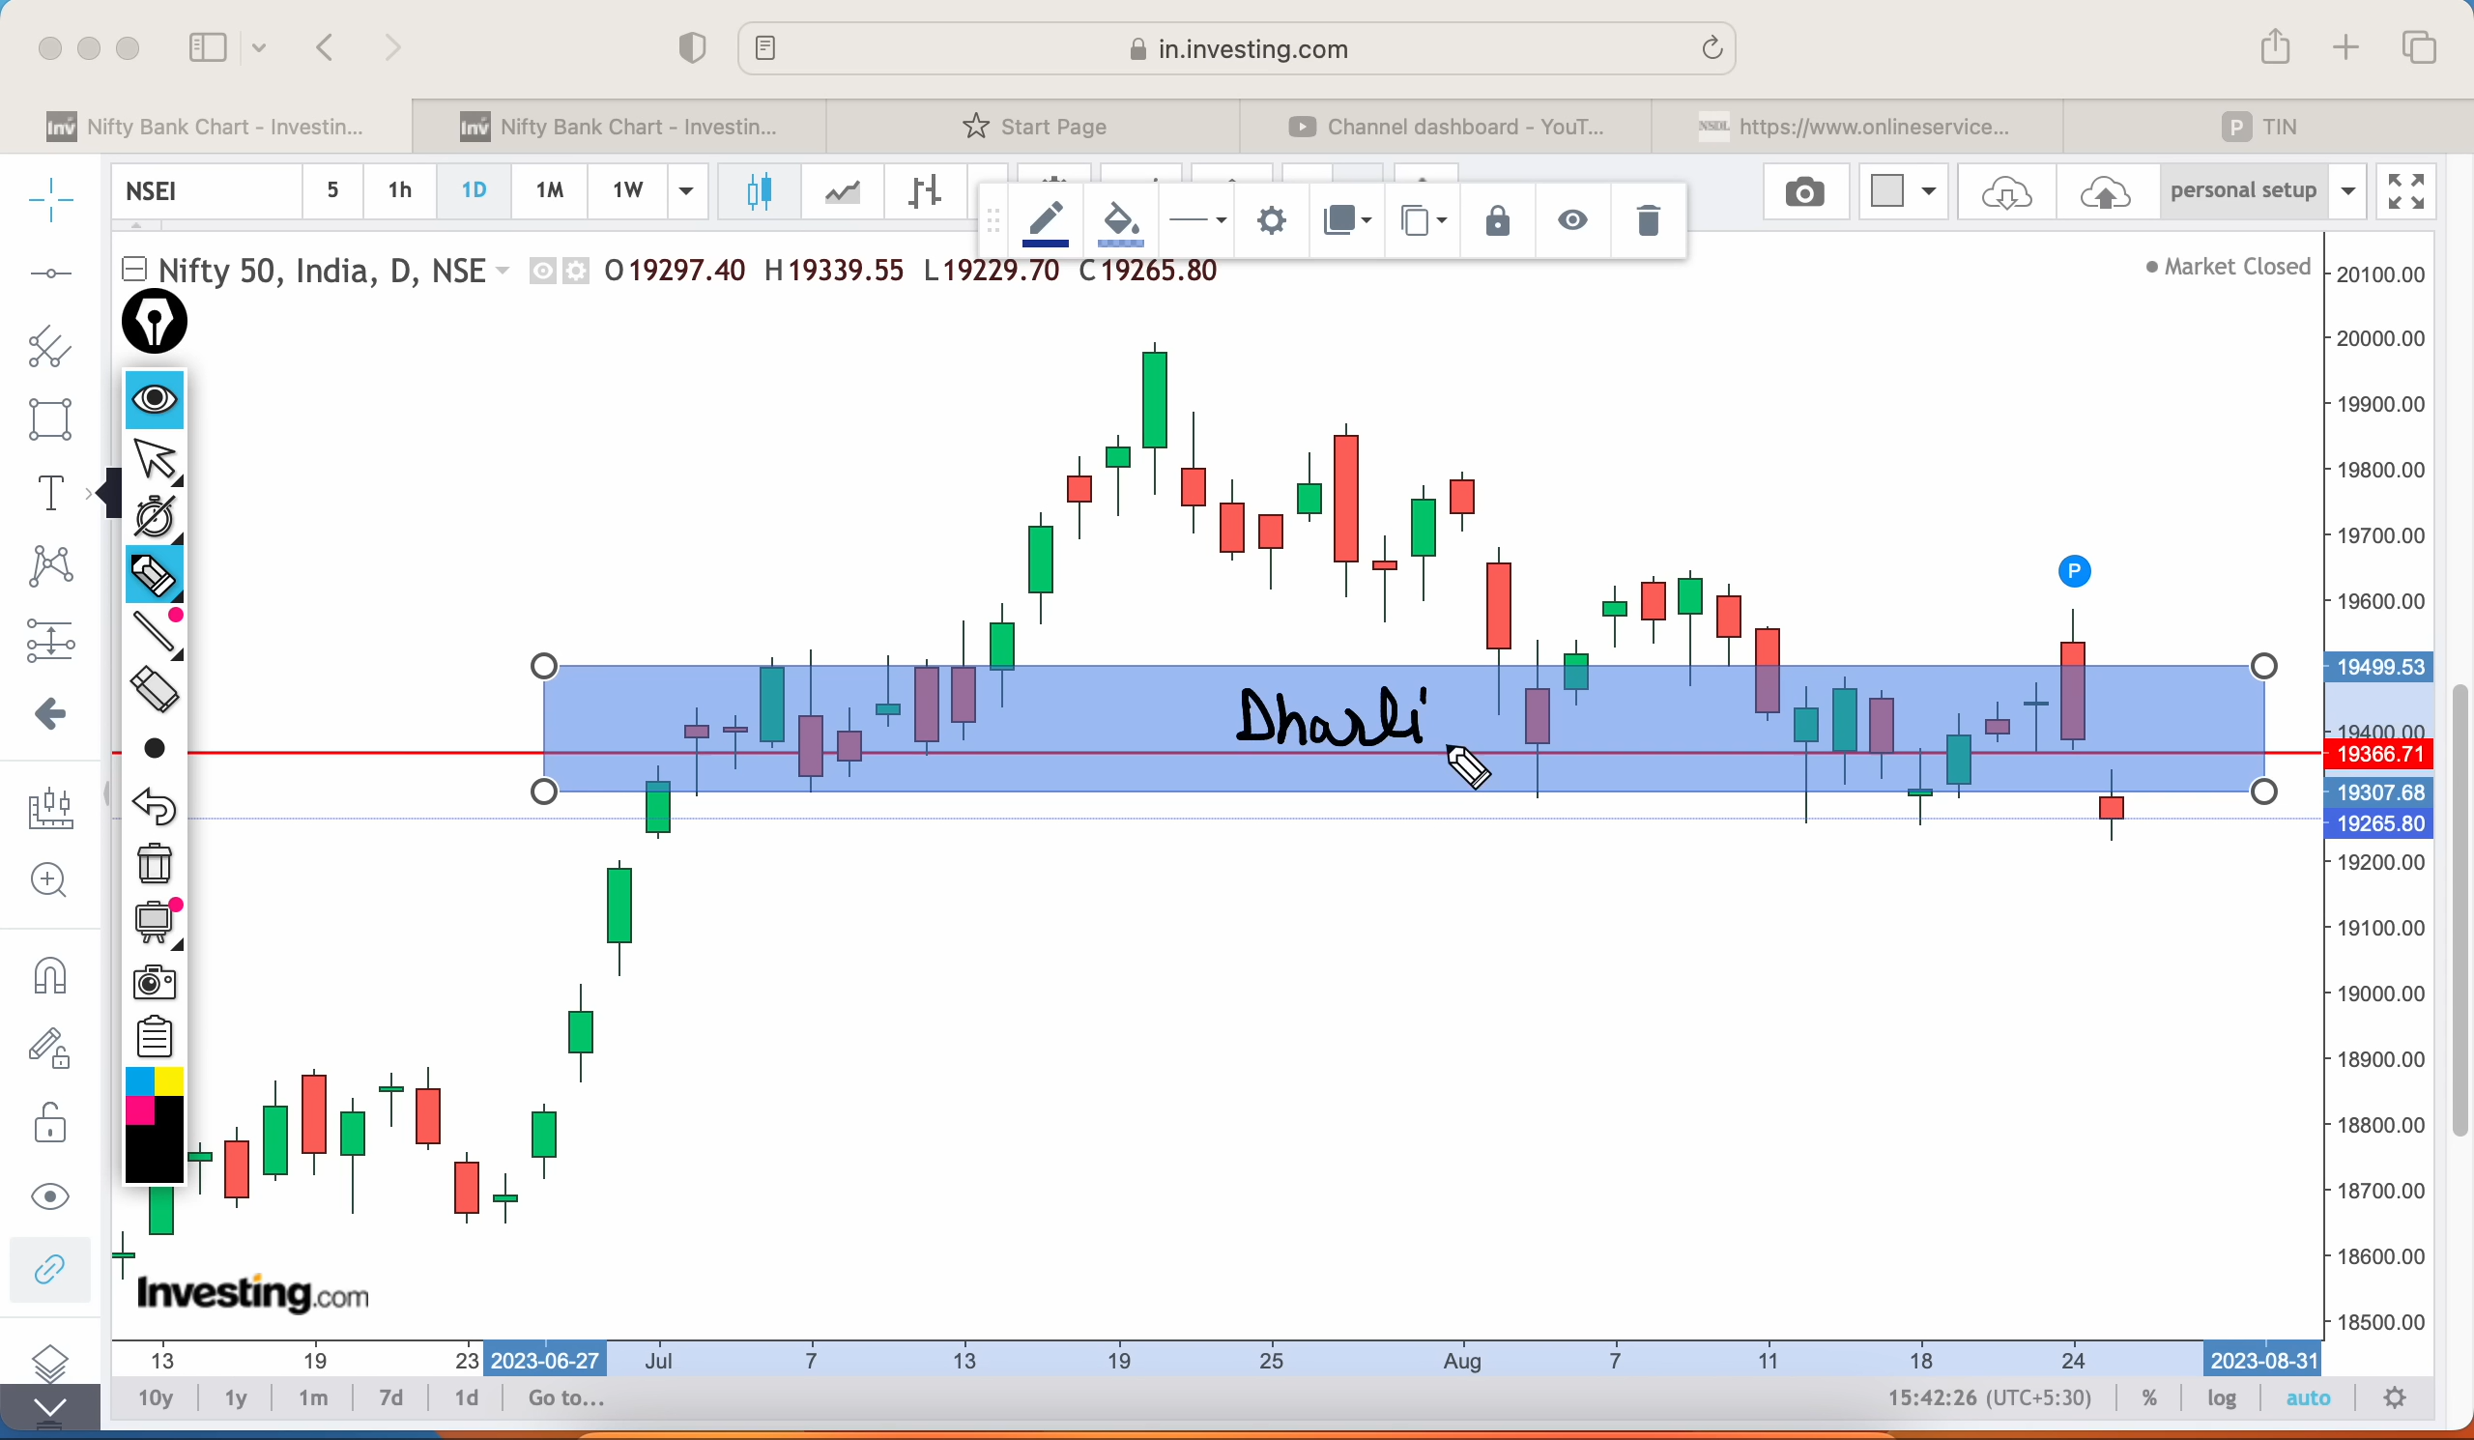 in.investing.com
Inv Nifty Bank Chart - Investin...
Inv Nifty Bank Chart - Investin...
Start Page
Channel dashboard - YouT...
NSDL https://www.onlineservice...
P TIN
NSEI 5 1h 1D 1M 1W
personal setup
Nifty 50, India, D, NSE O 19297.40 H 19339.55 L 19229.70 C 19265.80
Market Closed
20100.00
20000.00
19900.00
19800.00
19700.00
P
19600.00
19499.53
Dharli
19400.00
19366.71
19307.68
19265.80
19200.00
19100.00
19000.00
18900.00
18800.00
18700.00
18600.00
Investing.com
18500.00
13 19 23 2023-06-27 Jul 7 13 19 25 Aug 7 11 18 24 2023-08-31
10y 1y 1m 7d 1d Go to... 15:42:26 (UTC+5:30) % log auto